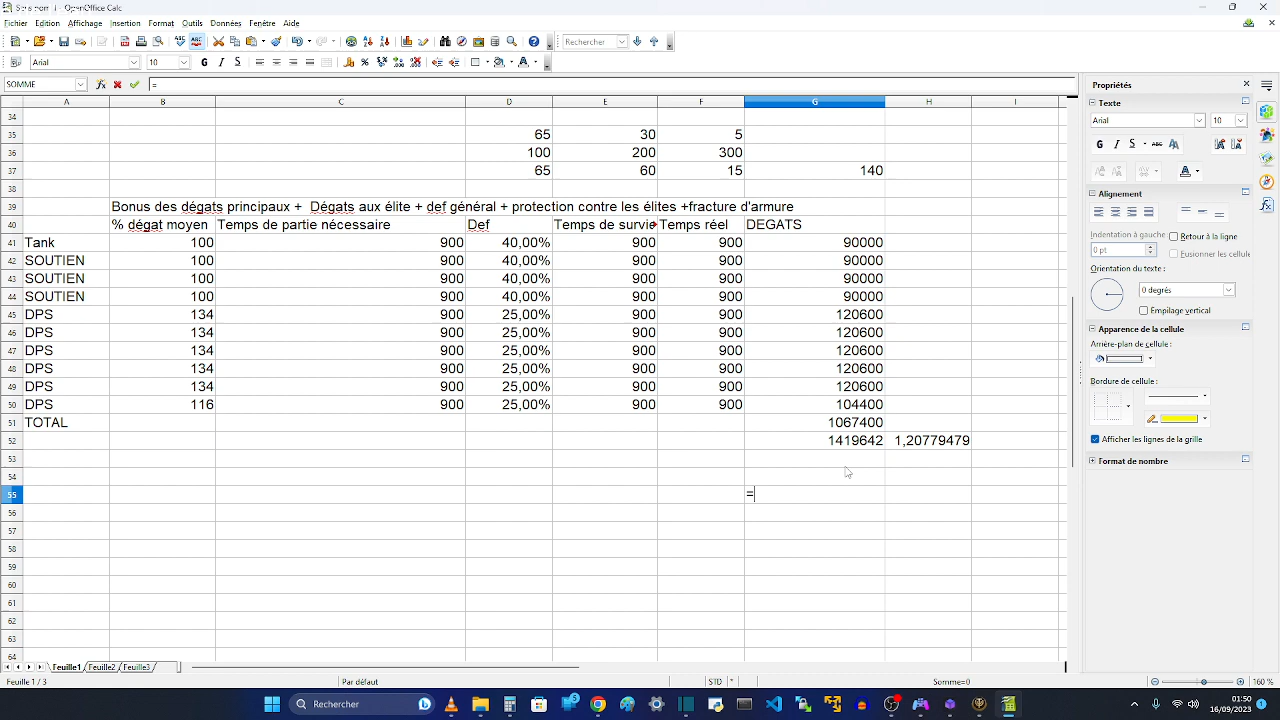 OpenOffice Calc
Fichier Edition Affichage Insertion Format Outils Données Fenêtre Aide
Rechercher
Arial 10 G I S
SOMME =
A B C D E F G H I
34
35 65 30 5
36 100 200 300
37 65 60 15 140
38
39 Bonus des dégats principaux + Dégats aux élite + def général + protection contre les élites +fracture d'armure
40 % dégat moyen Temps de partie nécessaire Def Temps de survie Temps réel DEGATS
41 Tank 100 900 40,00% 900 900 90000
42 SOUTIEN 100 900 40,00% 900 900 90000
43 SOUTIEN 100 900 40,00% 900 900 90000
44 SOUTIEN 100 900 40,00% 900 900 90000
45 DPS 134 900 25,00% 900 900 120600
46 DPS 134 900 25,00% 900 900 120600
47 DPS 134 900 25,00% 900 900 120600
48 DPS 134 900 25,00% 900 900 120600
49 DPS 134 900 25,00% 900 900 120600
50 DPS 116 900 25,00% 900 900 104400
51 TOTAL 1067400
52 1419642 1,20779479
53
54
55 =
56
57
58
59
60
61
62
63
64
Feuille1 Feuille2 Feuille3
Feuille 1 / 3 Par défaut STD * Somme=0 160 %
Propriétés
Texte
Arial 10
G I S ABC A
A
Alignement
Indentation à gauche
0 pt
Retour à la ligne
Fusionner les cellule
Orientation du texte :
0 degrés
Empilage vertical
Apparence de la cellule
Arrière-plan de cellule :
Bordure de cellule :
Afficher les lignes de la grille
Format de nombre
Rechercher
01:50
16/09/2023